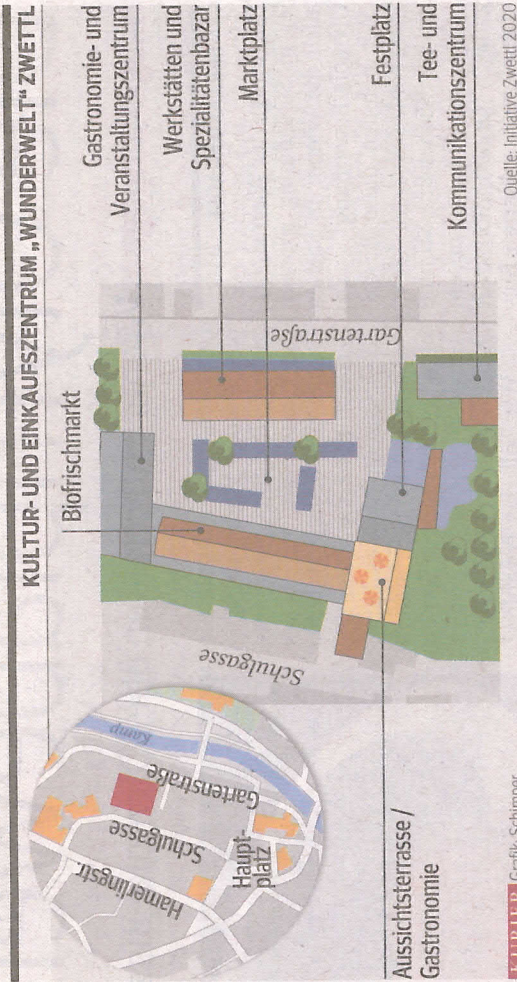 KULTUR- UND EINKAUFSZENTRUM „WUNDERWELT“ ZWETTL
Gastronomie- und
Veranstaltungszentrum
Werkstätten und
Spezialitätenbazar
Marktplatz
Festplatz
Tee- und
Kommunikationszentrum
Biofrischmarkt
Gartenstraße
Schulgasse
Kamp
Gartenstraße
Schulgasse
Haupt-
platz
Hamerlingstr.
Aussichtsterrasse /
Gastronomie
KURIER Grafik: Schimper
Quelle: Initiative Zwettl 2020